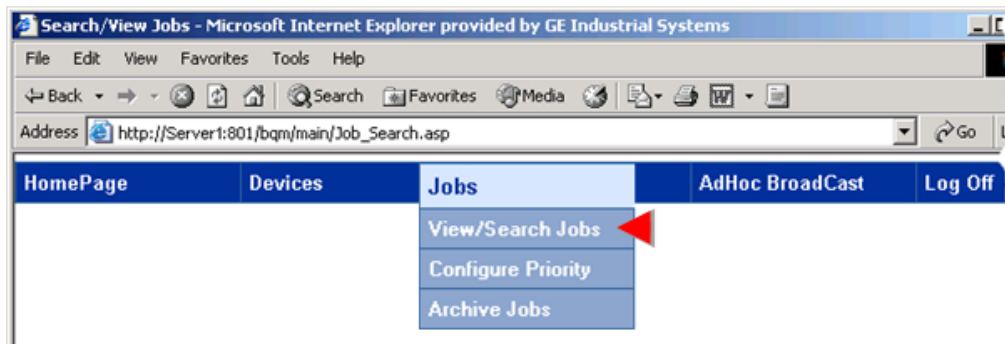 Search/View Jobs - Microsoft Internet Explorer provided by GE Industrial Systems
File Edit View Favorites Tools Help
Back Search Favorites Media
Address http://Server1:801/bqm/main/Job_Search.asp Go
HomePage Devices Jobs AdHoc BroadCast Log Off
View/Search Jobs
Configure Priority
Archive Jobs